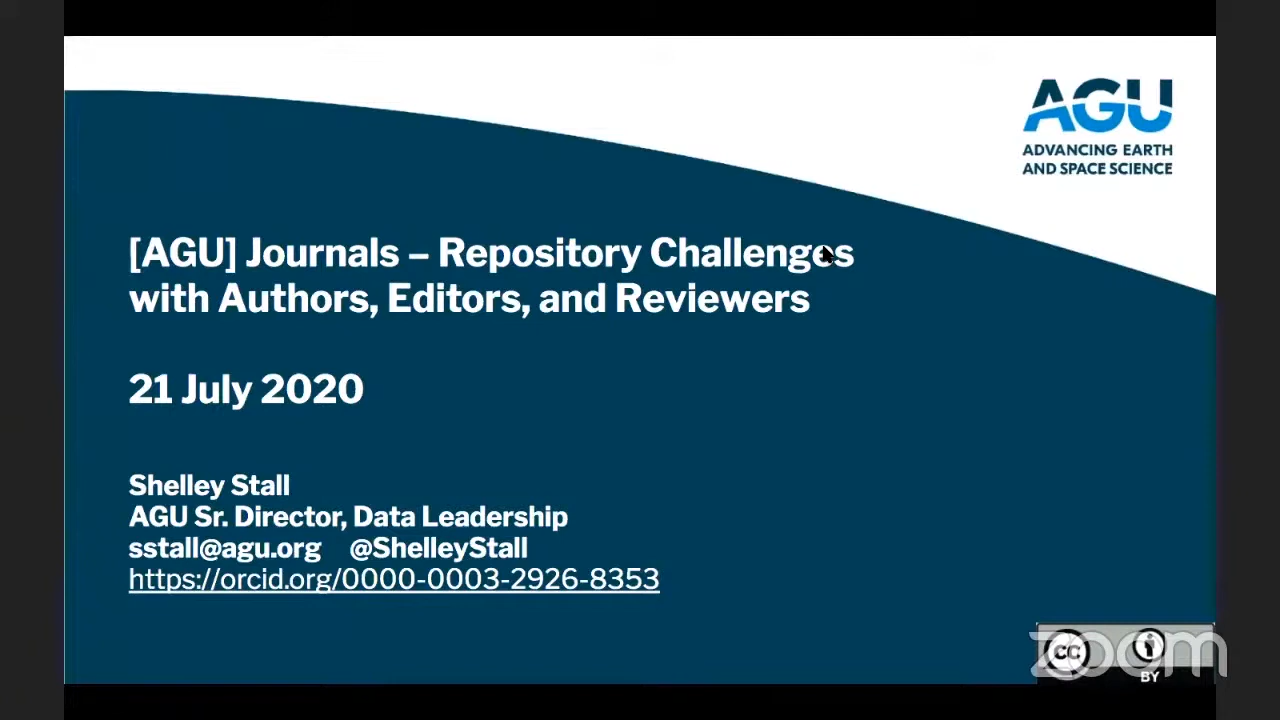 AGU
ADVANCING EARTH
AND SPACE SCIENCE
[AGU] Journals – Repository Challenges
with Authors, Editors, and Reviewers
21 July 2020
Shelley Stall
AGU Sr. Director, Data Leadership
sstall@agu.org @ShelleyStall
https://orcid.org/0000-0003-2926-8353
cc
zoom
BY